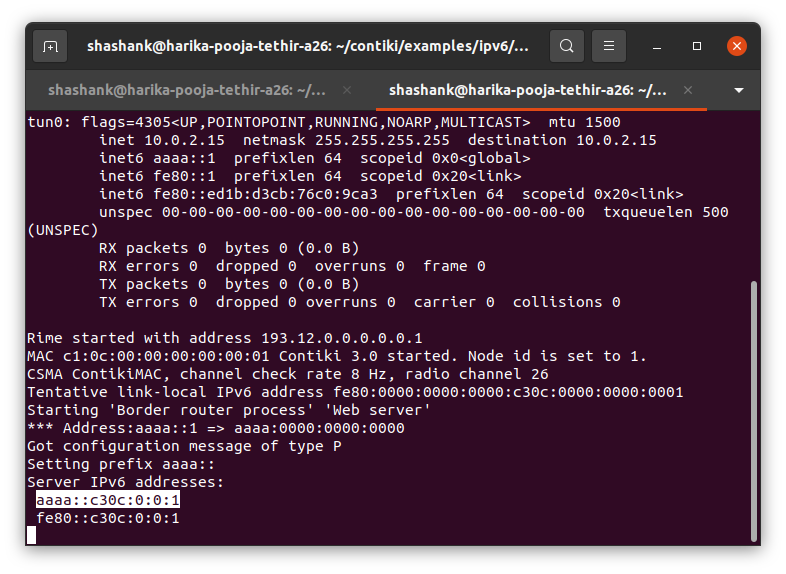 shashank@harika-pooja-tethir-a26: ~/contiki/examples/ipv6/...
shashank@harika-pooja-tethir-a26: ~/... × shashank@harika-pooja-tethir-a26: ~/... ×
tun0: flags=4305<UP,POINTOPOINT,RUNNING,NOARP,MULTICAST>  mtu 1500
        inet 10.0.2.15  netmask 255.255.255.255  destination 10.0.2.15
        inet6 aaaa::1  prefixlen 64  scopeid 0x0<global>
        inet6 fe80::1  prefixlen 64  scopeid 0x20<link>
        inet6 fe80::ed1b:d3cb:76c0:9ca3  prefixlen 64  scopeid 0x20<link>
        unspec 00-00-00-00-00-00-00-00-00-00-00-00-00-00-00-00  txqueuelen 500
(UNSPEC)
        RX packets 0  bytes 0 (0.0 B)
        RX errors 0  dropped 0  overruns 0  frame 0
        TX packets 0  bytes 0 (0.0 B)
        TX errors 0  dropped 0 overruns 0  carrier 0  collisions 0
Rime started with address 193.12.0.0.0.0.0.1
MAC c1:0c:00:00:00:00:00:01 Contiki 3.0 started. Node id is set to 1.
CSMA ContikiMAC, channel check rate 8 Hz, radio channel 26
Tentative link-local IPv6 address fe80:0000:0000:0000:c30c:0000:0000:0001
Starting 'Border router process' 'Web server'
*** Address:aaaa::1 => aaaa:0000:0000:0000
Got configuration message of type P
Setting prefix aaaa::
Server IPv6 addresses:
 aaaa::c30c:0:0:1
 fe80::c30c:0:0:1